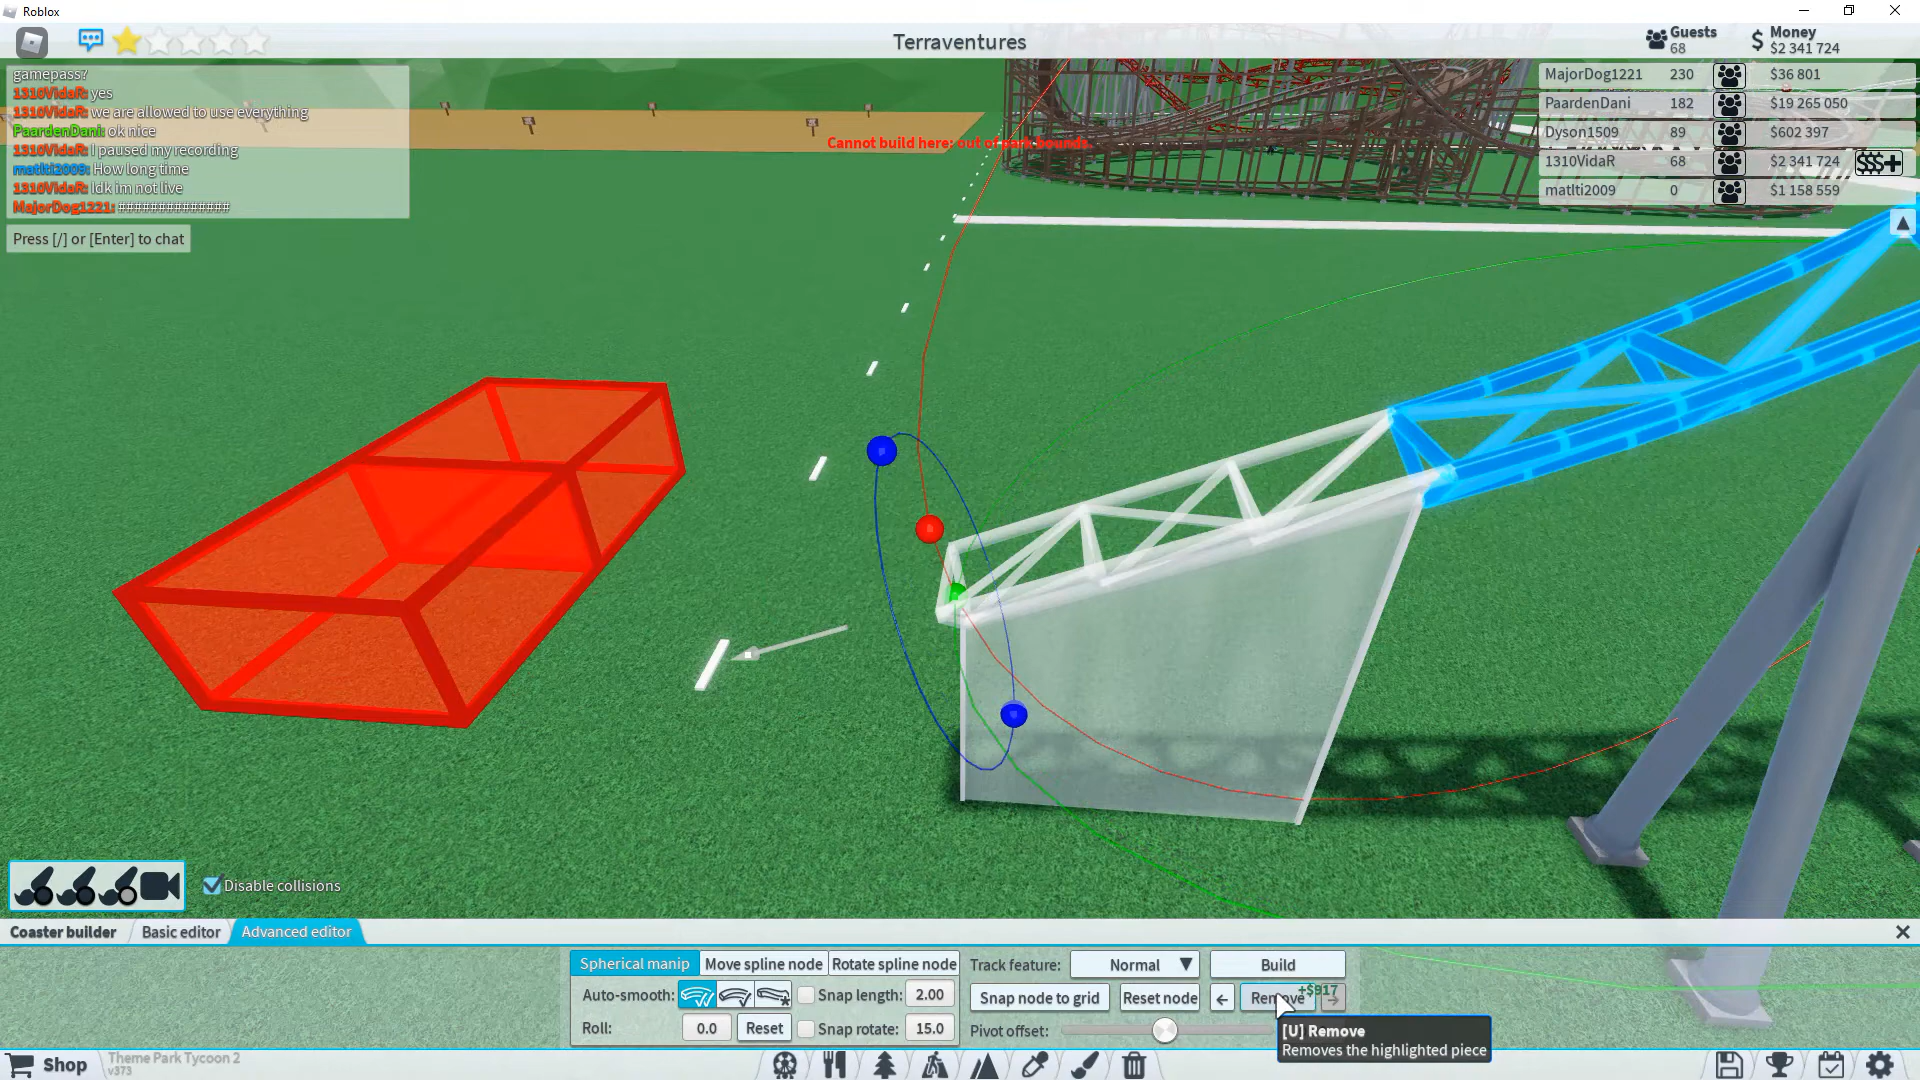 Roblox
Terraventures
Guests
68
Money
$2 341 724
gamepass?
1310VidaR: yes
1310VidaR: we are allowed to use everything
PaardenDani: ok nice
1310VidaR: I paused my recording
matlti2009: How long time
1310VidaR: Idk im not live
MajorDog1221: ##############
Press [/] or [Enter] to chat
Cannot build here: out of park bounds.
MajorDog1221 230 $36 801
PaardenDani 182 $19 265 050
Dyson1509 89 $602 397
1310VidaR 68 $2 341 724 $$$+
matlti2009 0 $1 158 559
Disable collisions
Coaster builder Basic editor Advanced editor
Spherical manip Move spline node Rotate spline node
Auto-smooth: Snap length: 2.00
Roll: 0.0 Reset Snap rotate: 15.0
Track feature: Normal Build
Snap node to grid Reset node Remove
+$917
Pivot offset:
[U] Remove
Removes the highlighted piece
Shop
Theme Park Tycoon 2
v373